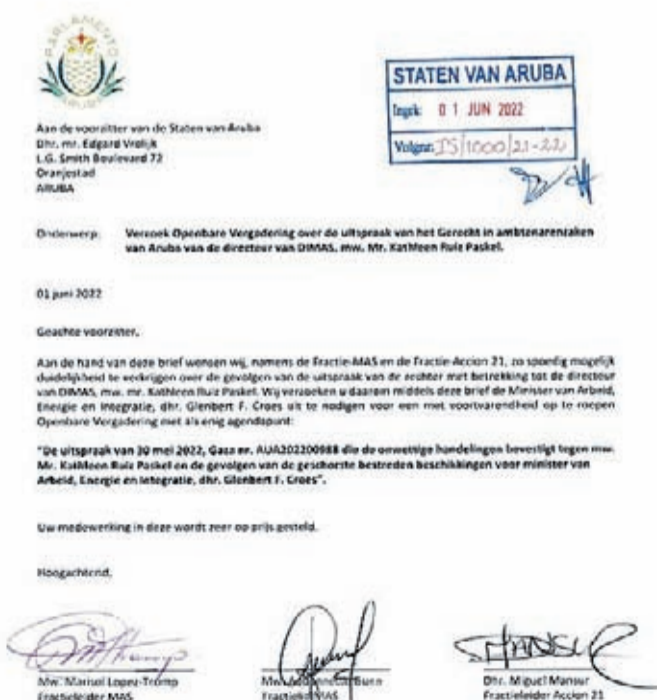 PARLAMENTO
ARUBA
STATEN VAN ARUBA
Ingek: 01 JUN 2022
Volgnr: IS/1000/21-22
Aan de voorzitter van de Staten van Aruba
Dhr. mr. Edgard Vrolijk
L.G. Smith Boulevard 72
Oranjestad
ARUBA
Onderwerp: Verzoek Openbare Vergadering over de uitspraak van het Gerecht in ambtenarenzaken
van Aruba van de directeur van DIMAS, mw. Mr. Kathleen Ruiz Paskel.
01 juni 2022
Geachte voorzitter,
Aan de hand van deze brief wensen wij, namens de Fractie-MAS en de Fractie-Accion 21, zo spoedig mogelijk
duidelijkheid te verkrijgen over de gevolgen van de uitspraak van de rechter met betrekking tot de directeur
van DIMAS, mw. mr. Kathleen Ruiz Paskel. Wij verzoeken u daarom middels deze brief de Minister van Arbeid,
Energie en Integratie, dhr. Glenbert F. Croes uit te nodigen voor een met voortvarendheid op te roepen
Openbare Vergadering met als enig agendapunt:
"De uitspraak van 30 mei 2022, Gaza nr. AUA202200988 die de onwettige handelingen bevestigt tegen mw.
Mr. Kathleen Ruiz Paskel en de gevolgen van de geschorste bestreden beschikkingen voor minister van
Arbeid, Energie en Integratie, dhr. Glenbert F. Croes".
Uw medewerking in deze wordt zeer op prijs gesteld.
Hoogachtend,
Mw. Marisol Lopez-Tromp
Fractieleider MAS
Mw.
MAS
Dhr. Miguel Mansur
Fractieleider Accion 21